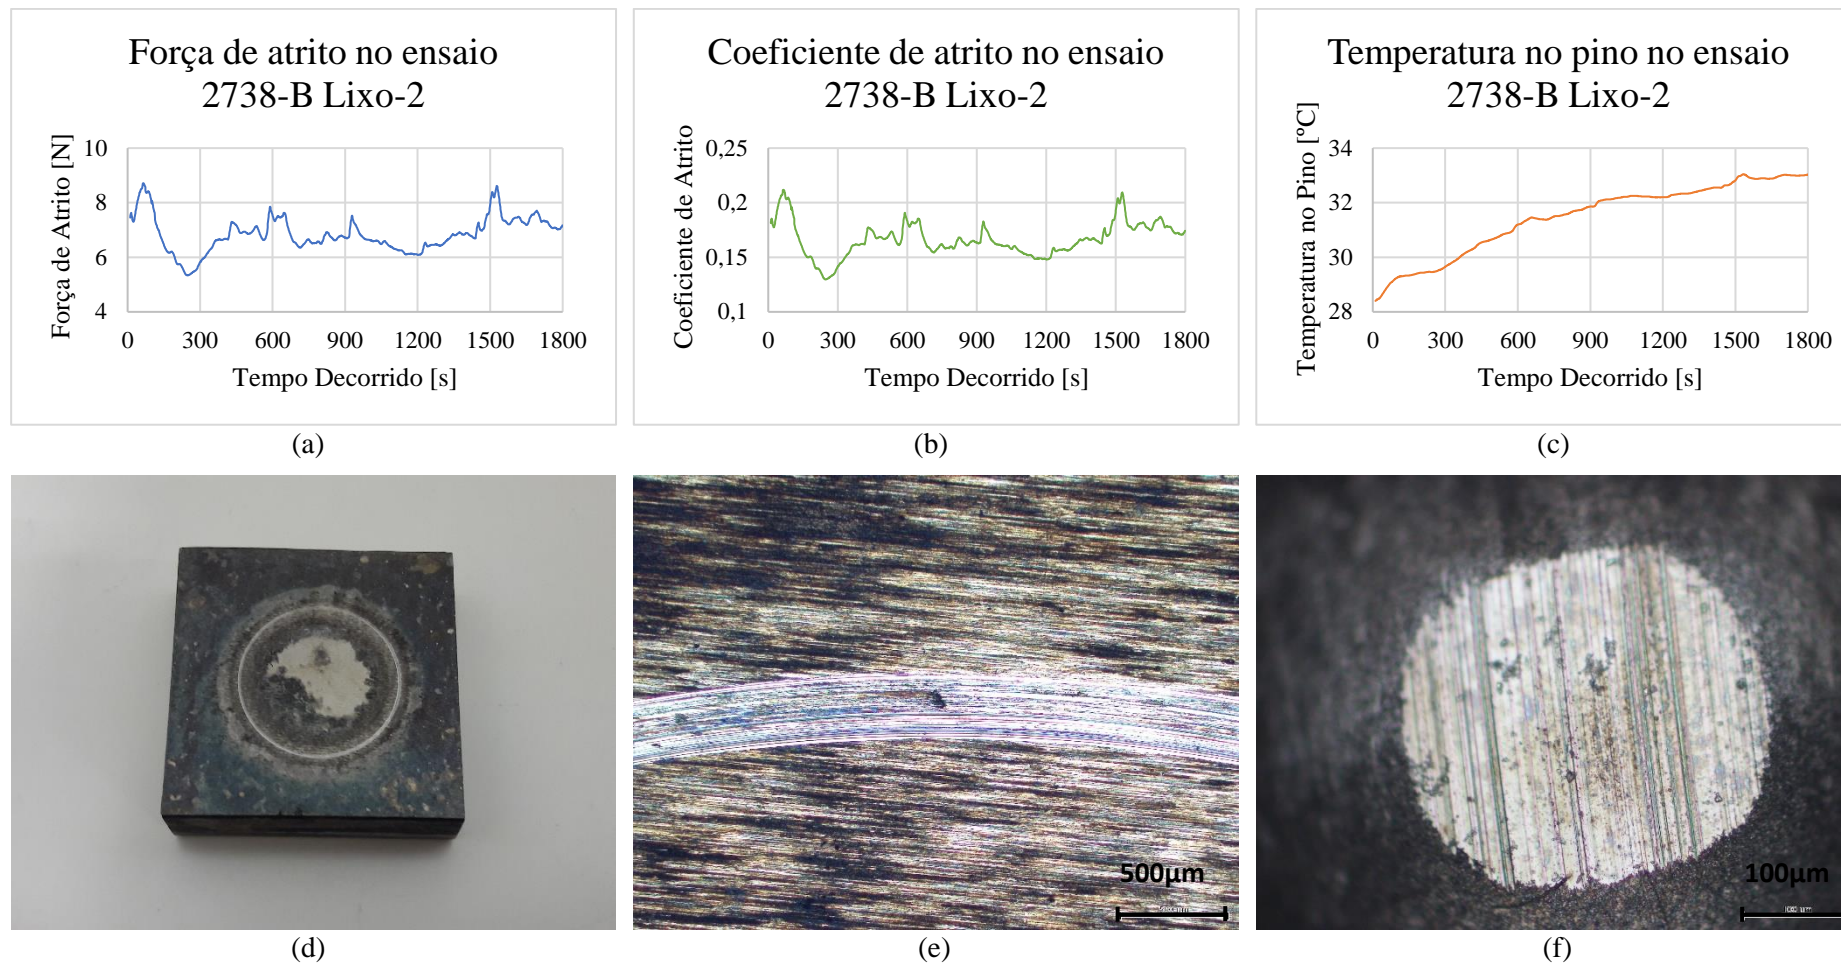 Força de atrito no ensaio
2738-B Lixo-2
Força de Atrito [N]
10
8
6
4
0 300 600 900 1200 1500 1800
Tempo Decorrido [s]
(a)
Coeficiente de atrito no ensaio
2738-B Lixo-2
Coeficiente de Atrito
0,25
0,2
0,15
0,1
0 300 600 900 1200 1500 1800
Tempo Decorrido [s]
(b)
Temperatura no pino no ensaio
2738-B Lixo-2
Temperatura no Pino [ºC]
34
32
30
28
0 300 600 900 1200 1500 1800
Tempo Decorrido [s]
(c)
(d)
500µm
(e)
100µm
(f)